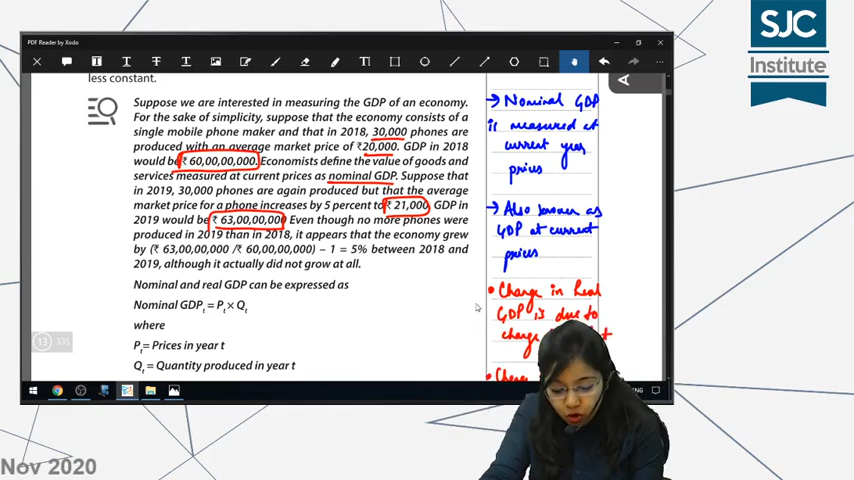 SJC
Institute
PDF Reader by Xodo
less constant.
Suppose we are interested in measuring the GDP of an economy.
For the sake of simplicity, suppose that the economy consists of
a single mobile phone maker and that in 2018, 30,000 phones are
produced with an average market price of ₹20,000. GDP in 2018
would be ₹ 60,00,00,000. Economists define the value of goods and
services measured at current prices as nominal GDP. Suppose that
in 2019, 30,000 phones are again produced but that the average
market price for a phone increases by 5 percent to ₹ 21,000. GDP in
2019 would be ₹ 63,00,00,000 Even though no more phones were
produced in 2019 than in 2018, it appears that the economy grew
by (₹ 63,00,00,000 /₹ 60,00,00,000) – 1 = 5% between 2018 and
2019, although it actually did not grow at all.
Nominal and real GDP can be expressed as
Nominal GDPt = Pt × Qt
where
Pt = Prices in year t
Qt = Quantity produced in year t
→ Nominal GDP
is measured at
current year
prices
→ Also known as
GDP at current
prices
• Change in Real
GDP is due to
change
A
13 335
ENG
Nov 2020